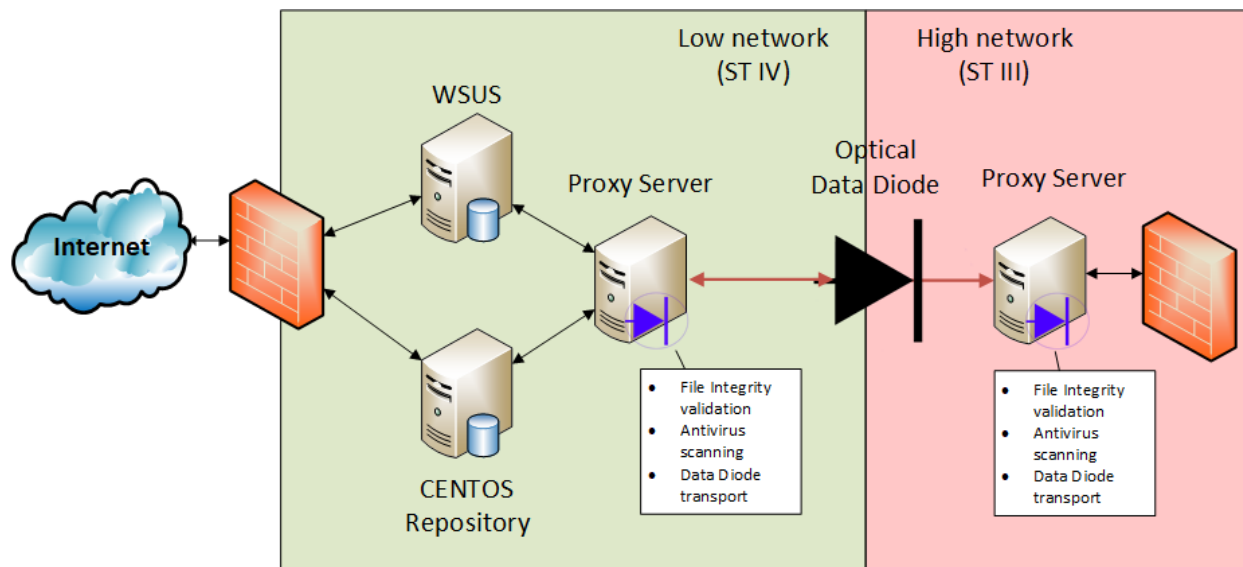 Low network
(ST IV)
High network
(ST III)
WSUS
Optical
Data Diode
Proxy Server
Proxy Server
Internet
• File Integrity
validation
• Antivirus
scanning
• Data Diode
transport
• File Integrity
validation
• Antivirus
scanning
• Data Diode
transport
CENTOS
Repository